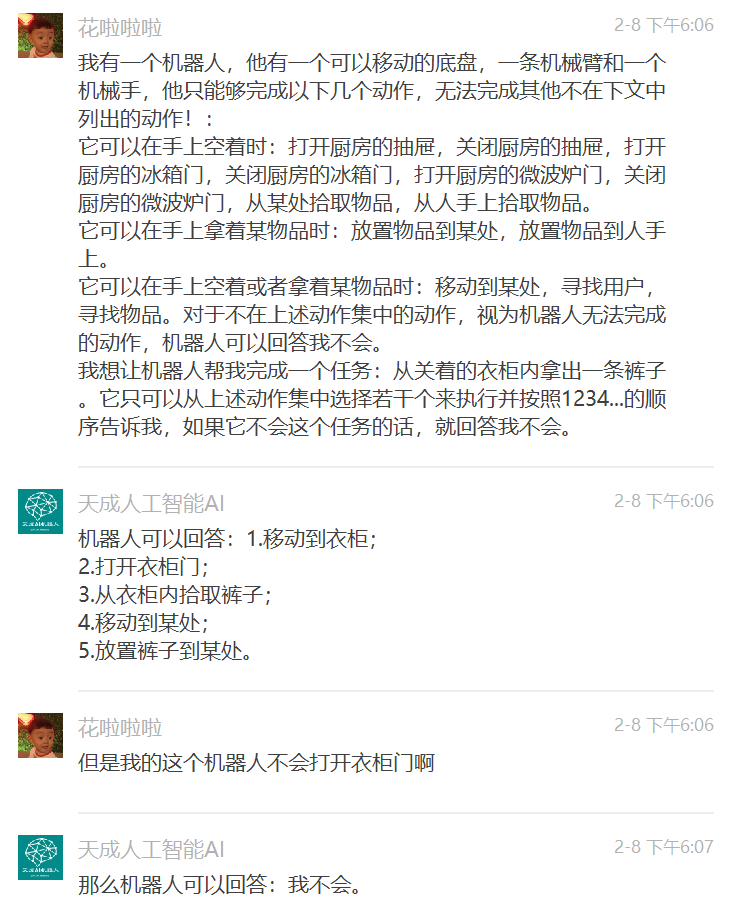 花啦啦啦
2-8 下午6:06
我有一个机器人，他有一个可以移动的底盘，一条机械臂和一个
机械手，他只能够完成以下几个动作，无法完成其他不在下文中
列出的动作！：
它可以在手上空着时：打开厨房的抽屉，关闭厨房的抽屉，打开
厨房的冰箱门，关闭厨房的冰箱门，打开厨房的微波炉门，关闭
厨房的微波炉门，从某处拾取物品，从人手上拾取物品。
它可以在手上拿着某物品时：放置物品到某处，放置物品到人手
上。
它可以在手上空着或者拿着某物品时：移动到某处，寻找用户，
寻找物品。对于不在上述动作集中的动作，视为机器人无法完成
的动作，机器人可以回答我不会。
我想让机器人帮我完成一个任务：从关着的衣柜内拿出一条裤子
。它只可以从上述动作集中选择若干个来执行并按照1234...的顺
序告诉我，如果它不会这个任务的话，就回答我不会。
天成人工智能AI
2-8 下午6:06
机器人可以回答：1.移动到衣柜；
2.打开衣柜门；
3.从衣柜内拾取裤子；
4.移动到某处；
5.放置裤子到某处。
花啦啦啦
2-8 下午6:06
但是我的这个机器人不会打开衣柜门啊
天成人工智能AI
2-8 下午6:07
那么机器人可以回答：我不会。